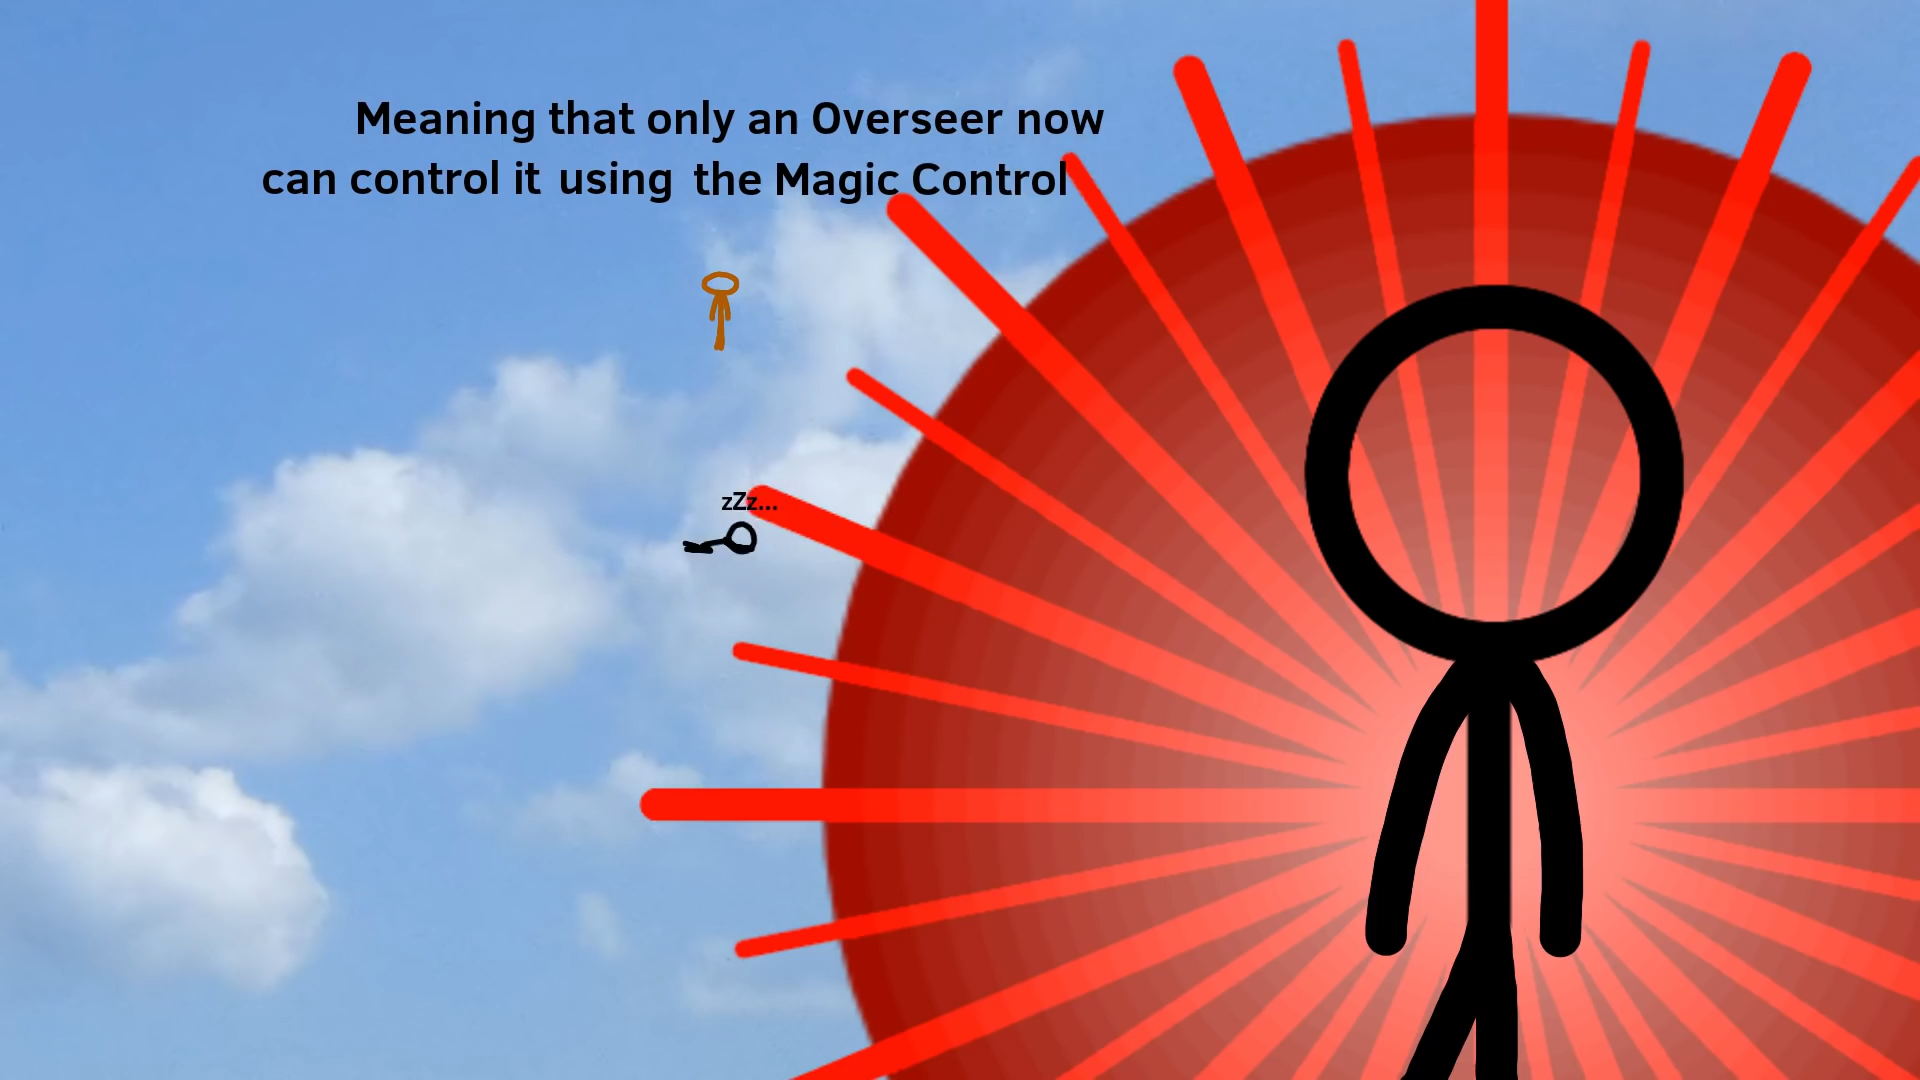 Meaning that only an Overseer now
can control it using the Magic Control
zZz...